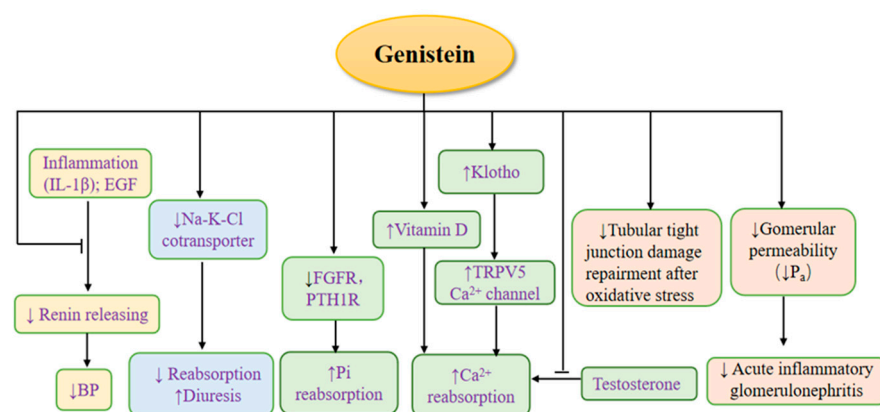 Genistein
Inflammation
(IL-1β); EGF
↓Na-K-Cl
cotransporter
↓FGFR,
PTH1R
↑Vitamin D
↑Klotho
↑TRPV5
Ca²⁺ channel
↓Tubular tight
junction damage
repairment after
oxidative stress
↓Gomerular
permeability
(↓Pₐ)
↓ Renin releasing
↓BP
↓ Reabsorption
↑Diuresis
↑Pi
reabsorption
↑Ca²⁺
reabsorption
Testosterone
↓ Acute inflammatory
glomerulonephritis